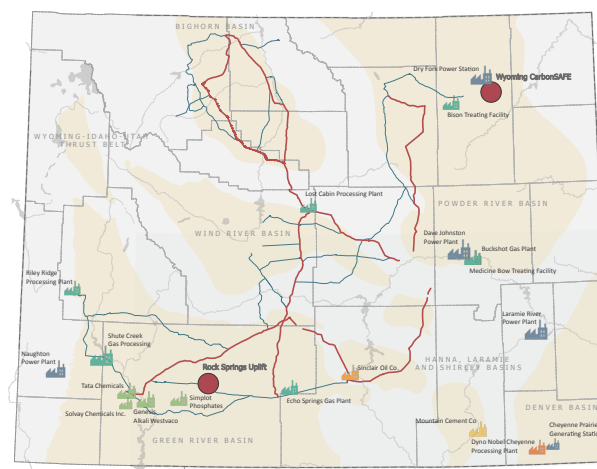 BIGHORN BASIN
Dry Fork Power Station
Wyoming CarbonSAFE
Bison Treating Facility
WYOMING-IDAHO-UTAH
THRUST BELT
Lost Cabin Processing Plant
POWDER RIVER BASIN
WIND RIVER BASIN
Dave Johnston
Power Plant
Buckshot Gas Plant
Medicine Bow Treating Facility
Riley Ridge
Processing Plant
Laramie River
Power Plant
Shute Creek
Gas Processing
Naughton
Power Plant
Rock Springs Uplift
Sinclair Oil Co.
HANNA, LARAMIE
AND SHIRLEY BASINS
Tata Chemicals
Echo Springs Gas Plant
Simplot
Phosphates
Solvay Chemicals Inc.
Genesis
Alkali Westvaco
DENVER BASIN
Mountain Cement Co
Cheyenne Prairie
Generating Stati
Dyno Nobel Cheyenne
Processing Plant
GREEN RIVER BASIN